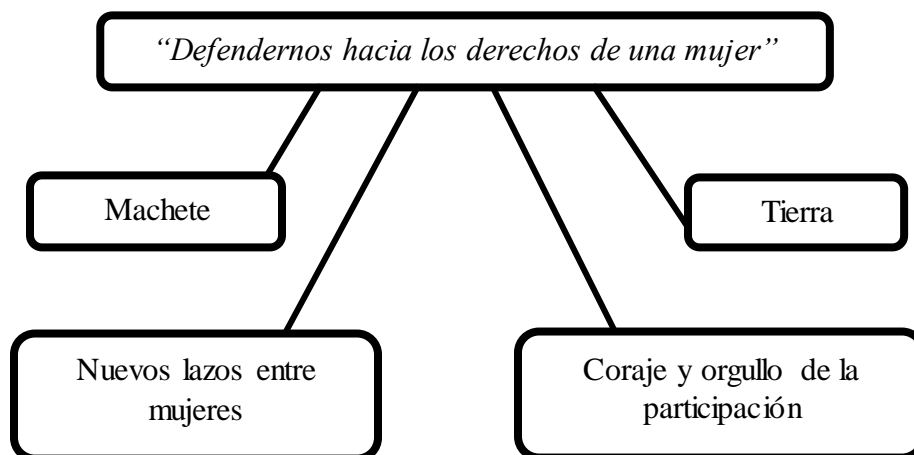 “Defendernos hacia los derechos de una mujer”
Machete
Tierra
Nuevos lazos entre
mujeres
Coraje y orgullo de la
participación